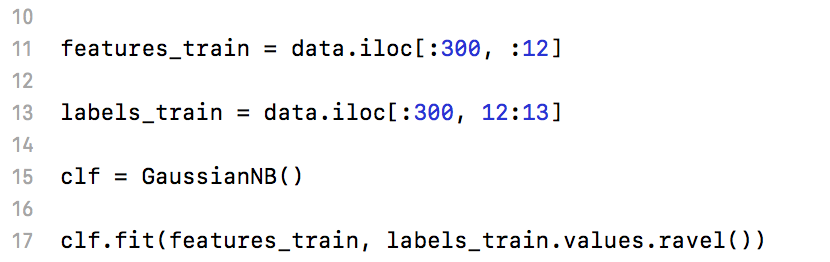 10
11 features_train = data.iloc[:300, :12]
12
13 labels_train = data.iloc[:300, 12:13]
14
15 clf = GaussianNB()
16
17 clf.fit(features_train, labels_train.values.ravel())